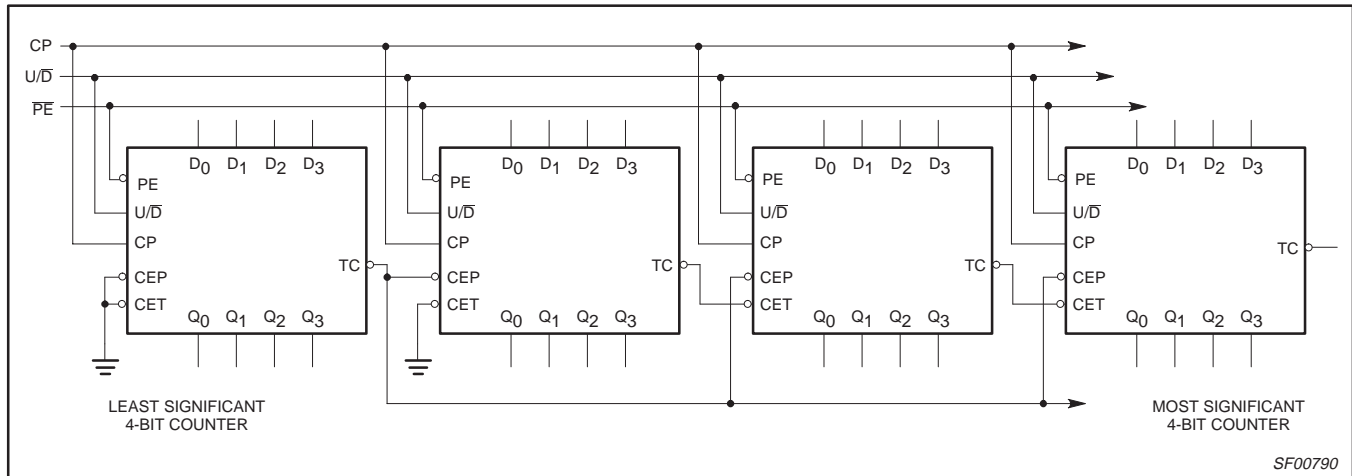 CP
U/D̅
P̅E̅
D0 D1 D2 D3
PE
U/D̅
CP
CEP
CET
TC
Q0 Q1 Q2 Q3
D0 D1 D2 D3
PE
U/D̅
CP
CEP
CET
TC
Q0 Q1 Q2 Q3
D0 D1 D2 D3
PE
U/D̅
CP
CEP
CET
TC
Q0 Q1 Q2 Q3
D0 D1 D2 D3
PE
U/D̅
CP
CEP
CET
TC
Q0 Q1 Q2 Q3
LEAST SIGNIFICANT
4-BIT COUNTER
MOST SIGNIFICANT
4-BIT COUNTER
SF00790